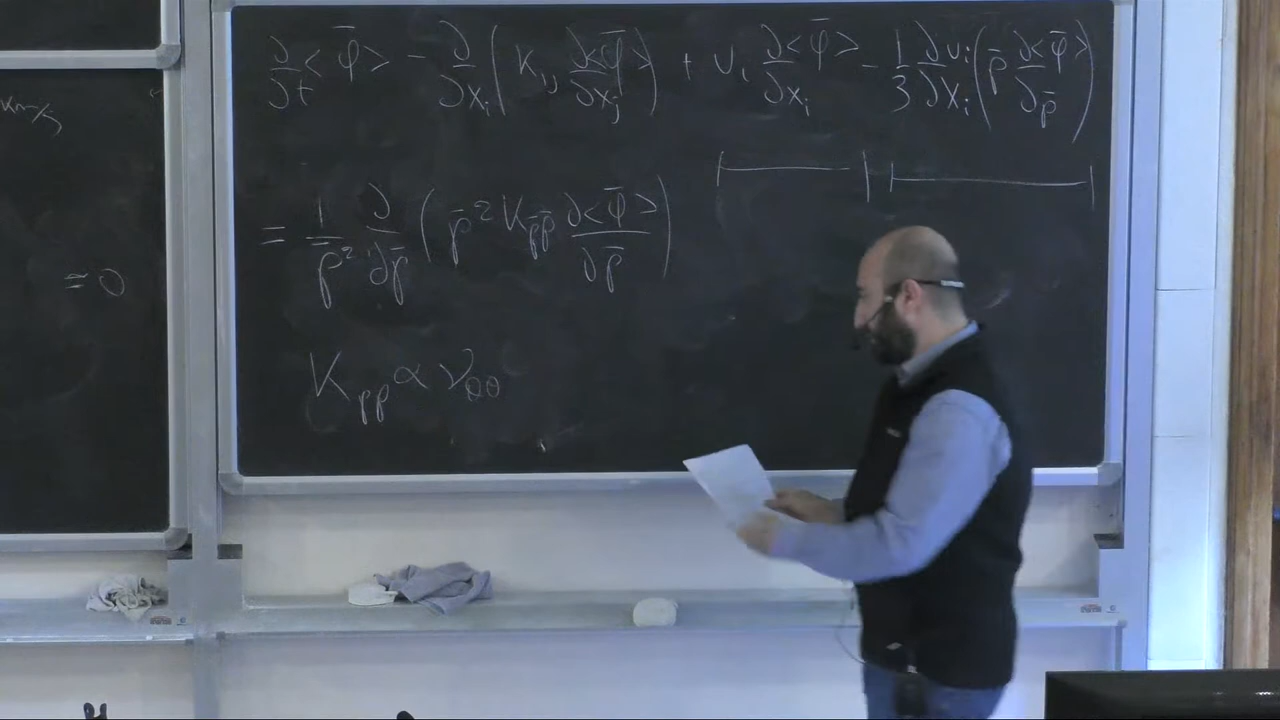 ∂/∂t <φ̄> − ∂/∂x_i ( K_ij ∂<φ̄>/∂x_j ) + U_i ∂<φ̄>/∂x_i − 1/3 ∂U_i/∂x_i ( p̄ ∂<φ̄>/∂p̄ )
= 1/p̄² ∂/∂p̄ ( p̄² K_p̄p̄ ∂<φ̄>/∂p̄ )
= 0
K_pp ∝ ν_θθ